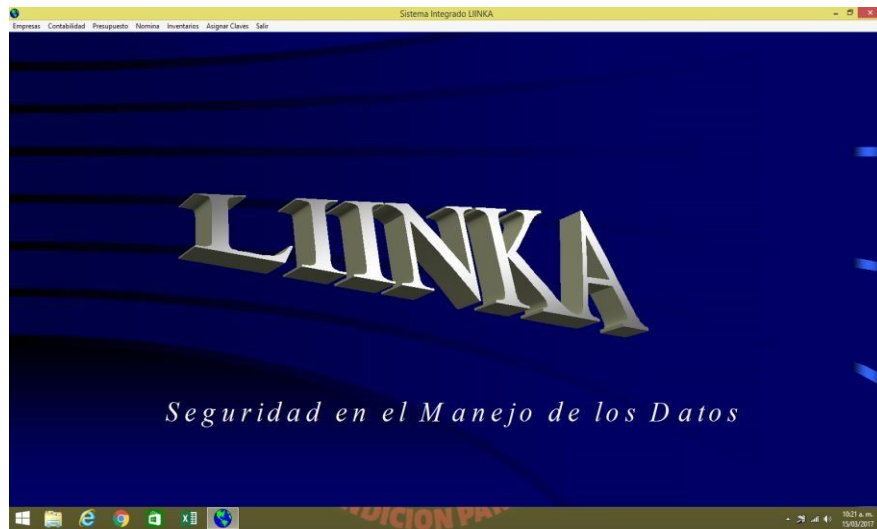 Sistema Integrado LIINKA
Empresas Contabilidad Presupuesto Nomina Inventarios Asignar Claves Salir
LIINKA
Seguridad en el Manejo de los Datos
10:21 a. m.
15/03/2017